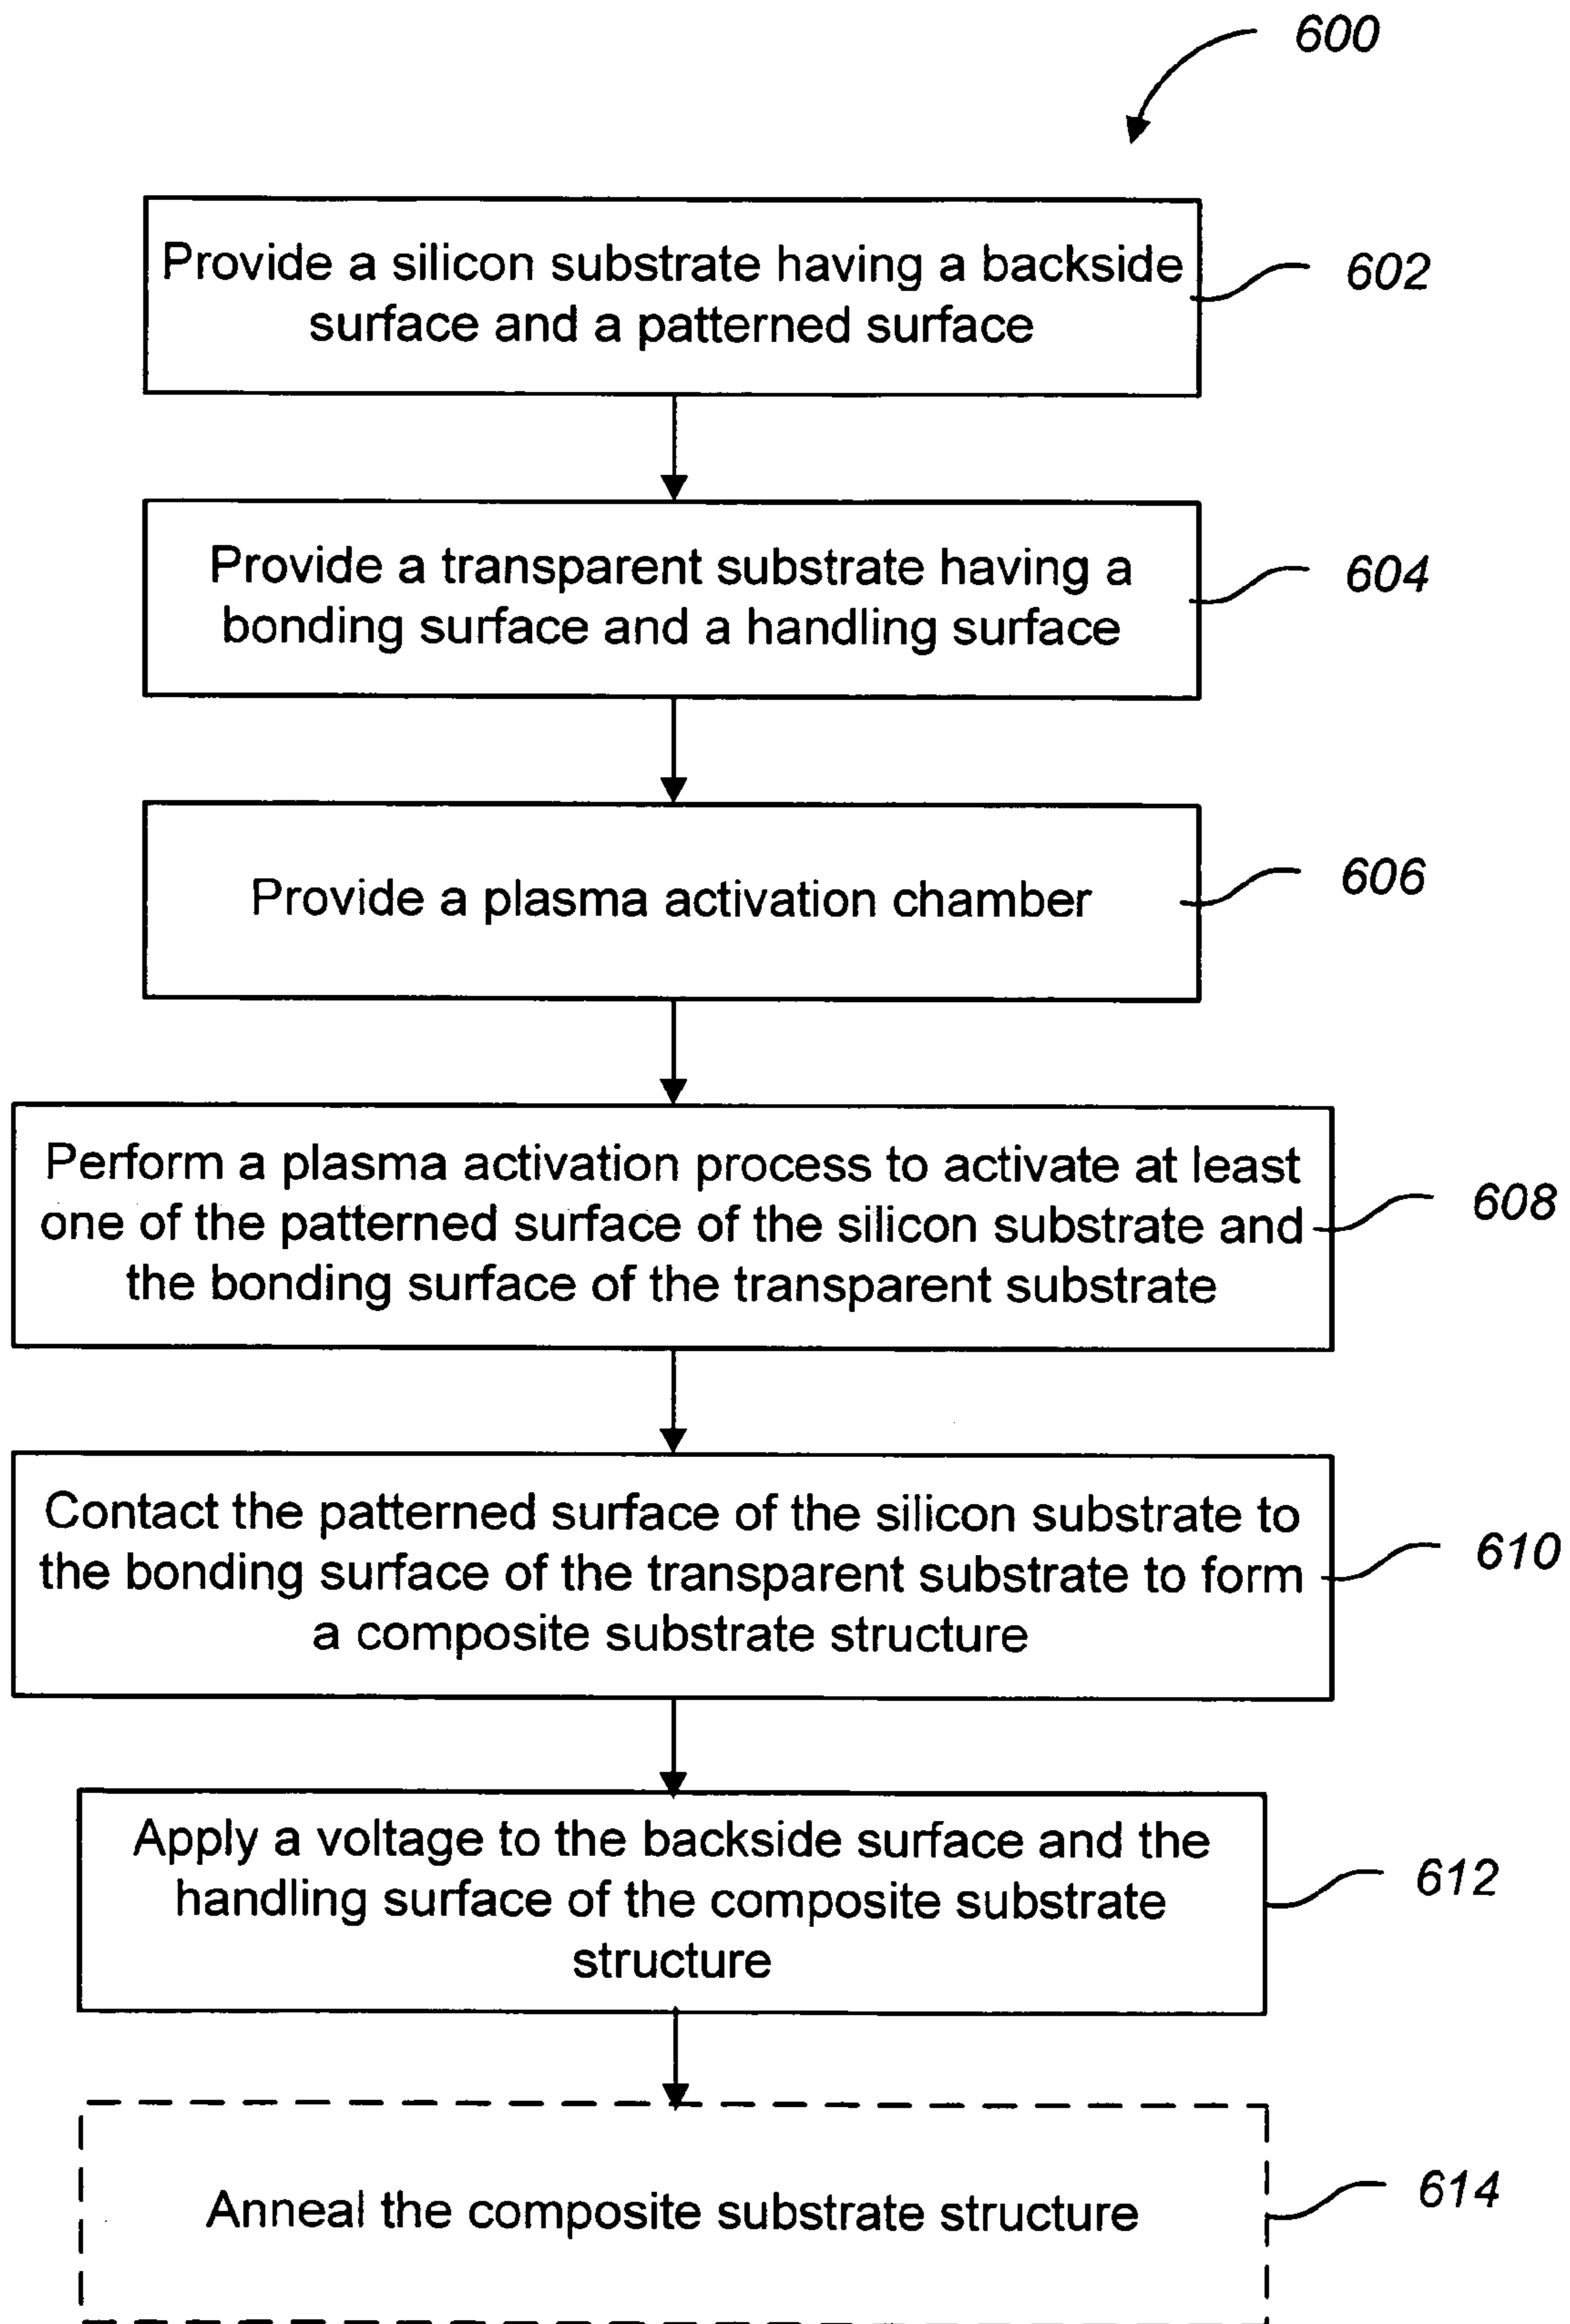 600
Provide a silicon substrate having a backside
surface and a patterned surface
602
Provide a transparent substrate having a
bonding surface and a handling surface
604
Provide a plasma activation chamber
606
Perform a plasma activation process to activate at least
one of the patterned surface of the silicon substrate and
the bonding surface of the transparent substrate
608
Contact the patterned surface of the silicon substrate to
the bonding surface of the transparent substrate to form
a composite substrate structure
610
Apply a voltage to the backside surface and the
handling surface of the composite substrate
structure
612
Anneal the composite substrate structure
614